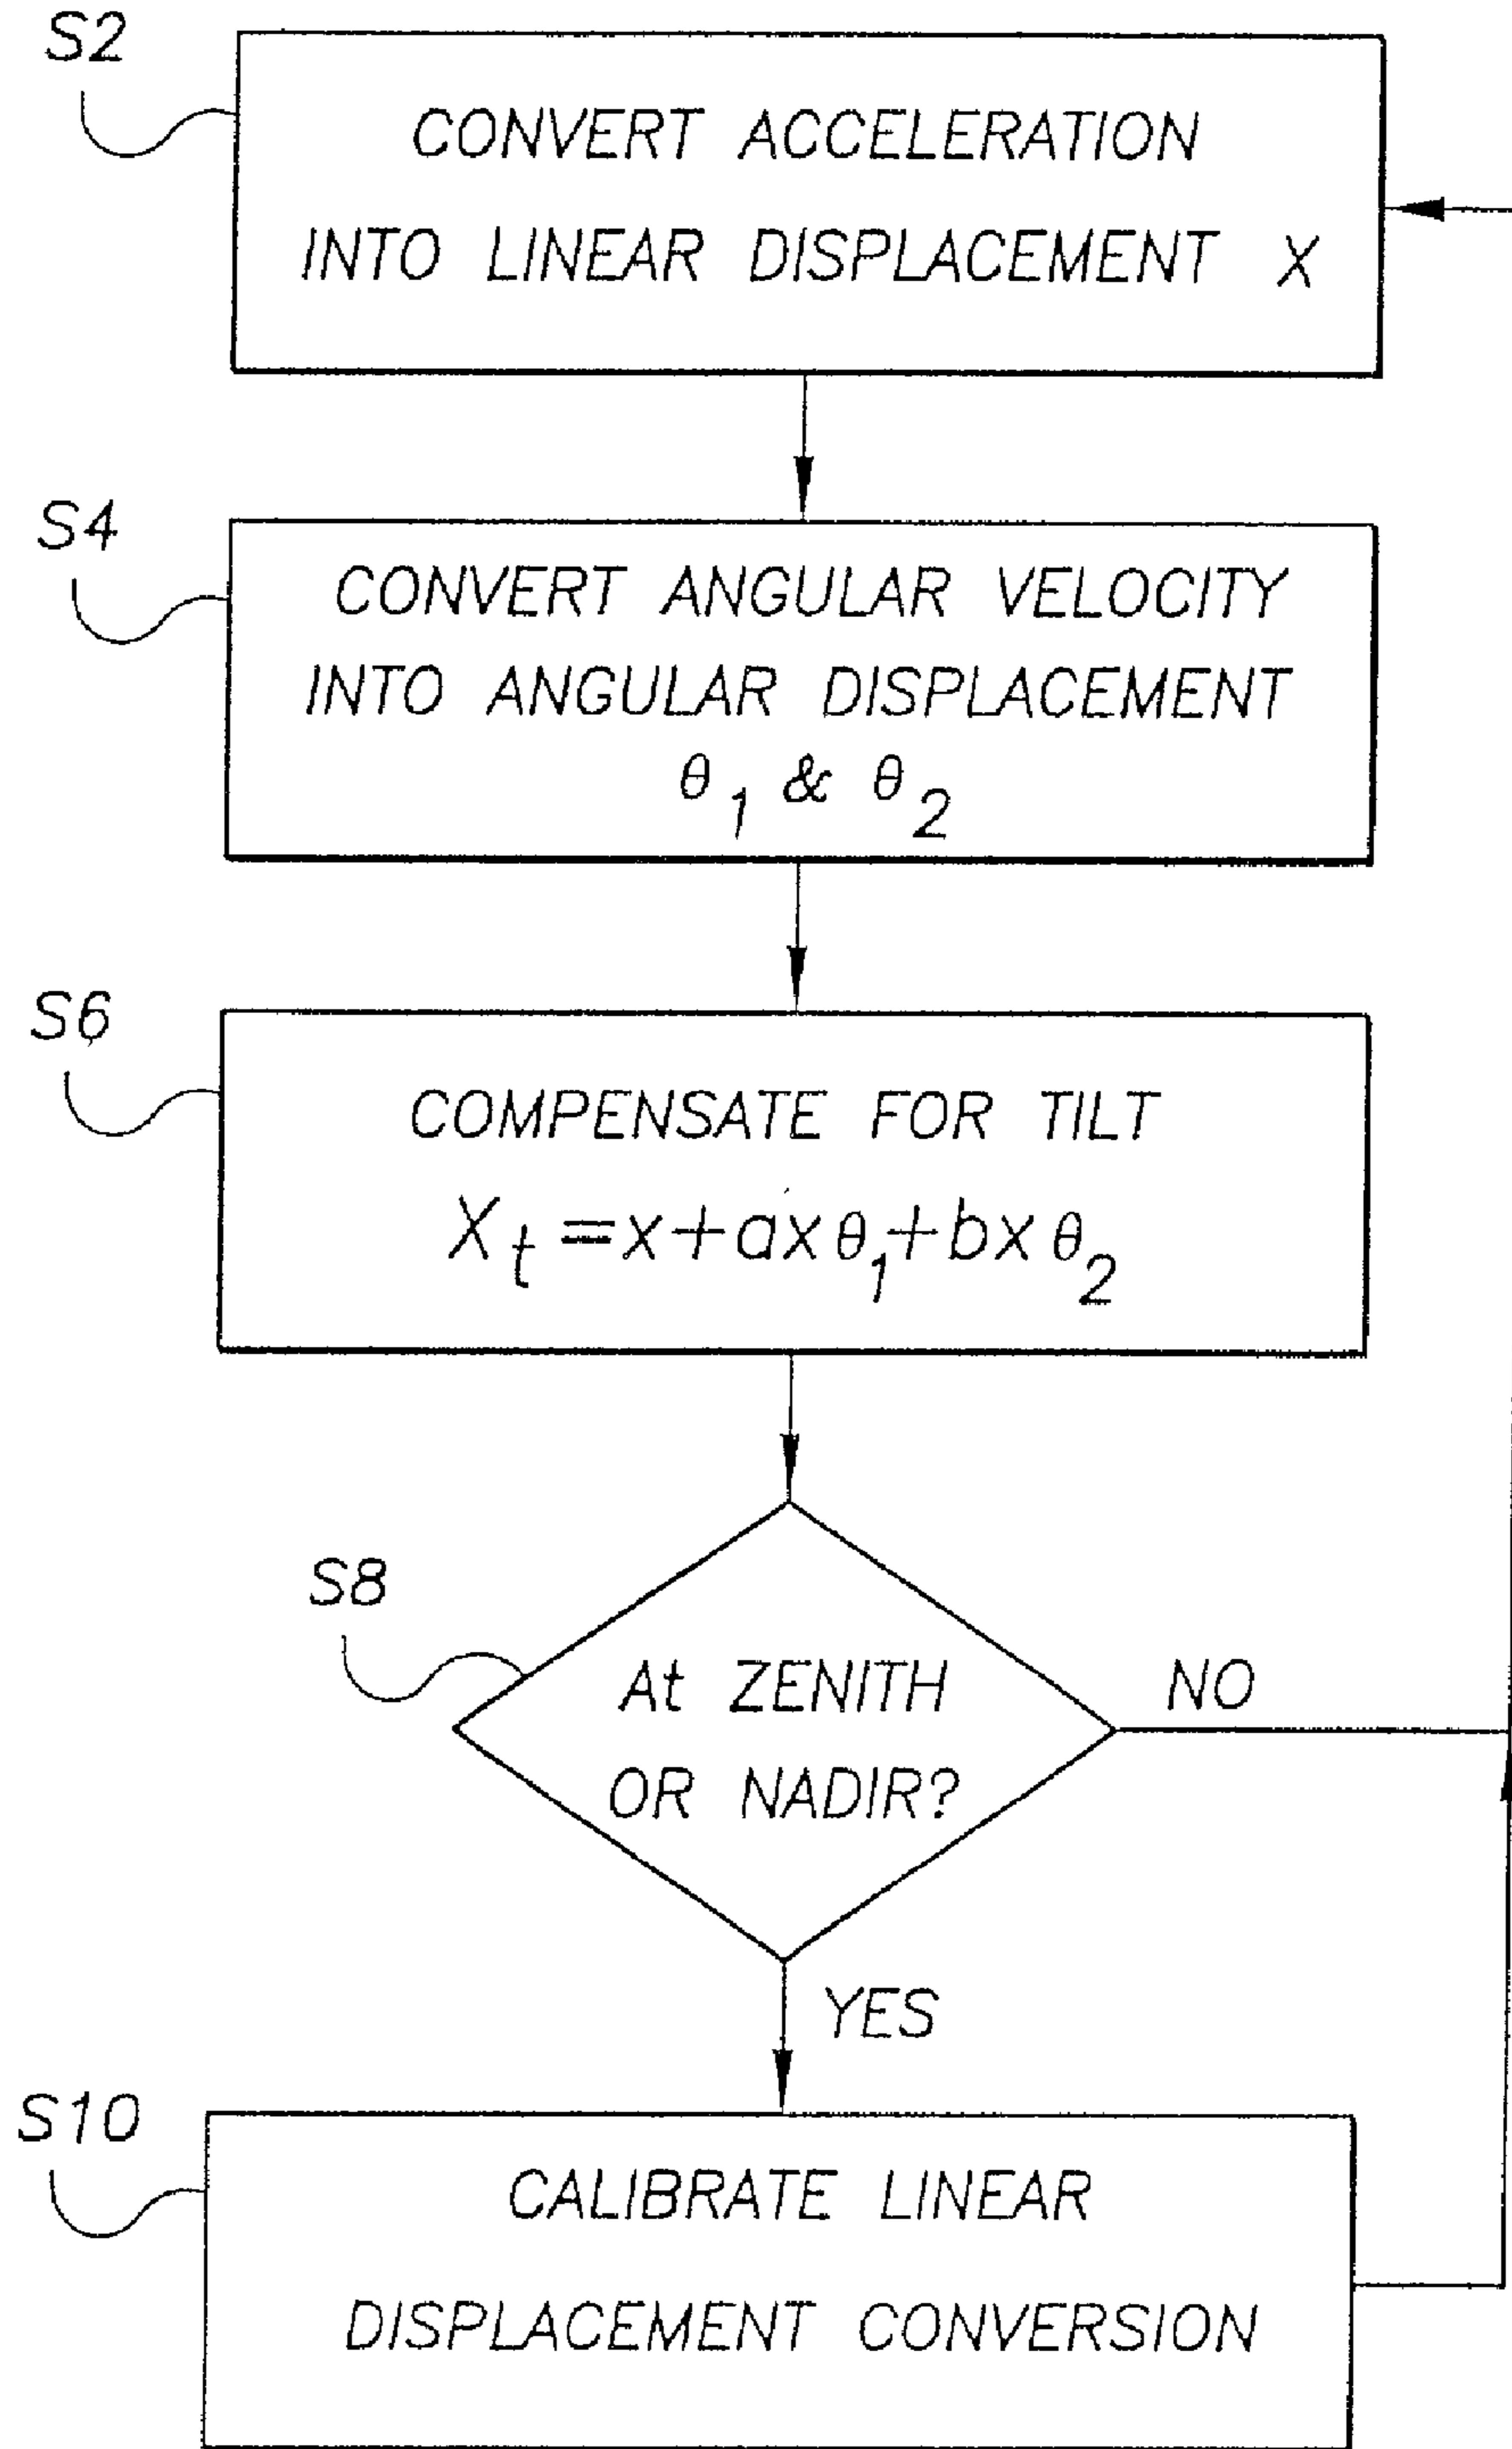 S2
CONVERT ACCELERATION
INTO LINEAR DISPLACEMENT X
S4
CONVERT ANGULAR VELOCITY
INTO ANGULAR DISPLACEMENT
θ₁ & θ₂
S6
COMPENSATE FOR TILT
Xₜ=x+axθ₁+bxθ₂
S8
At ZENITH
OR NADIR?
NO
YES
S10
CALIBRATE LINEAR
DISPLACEMENT CONVERSION